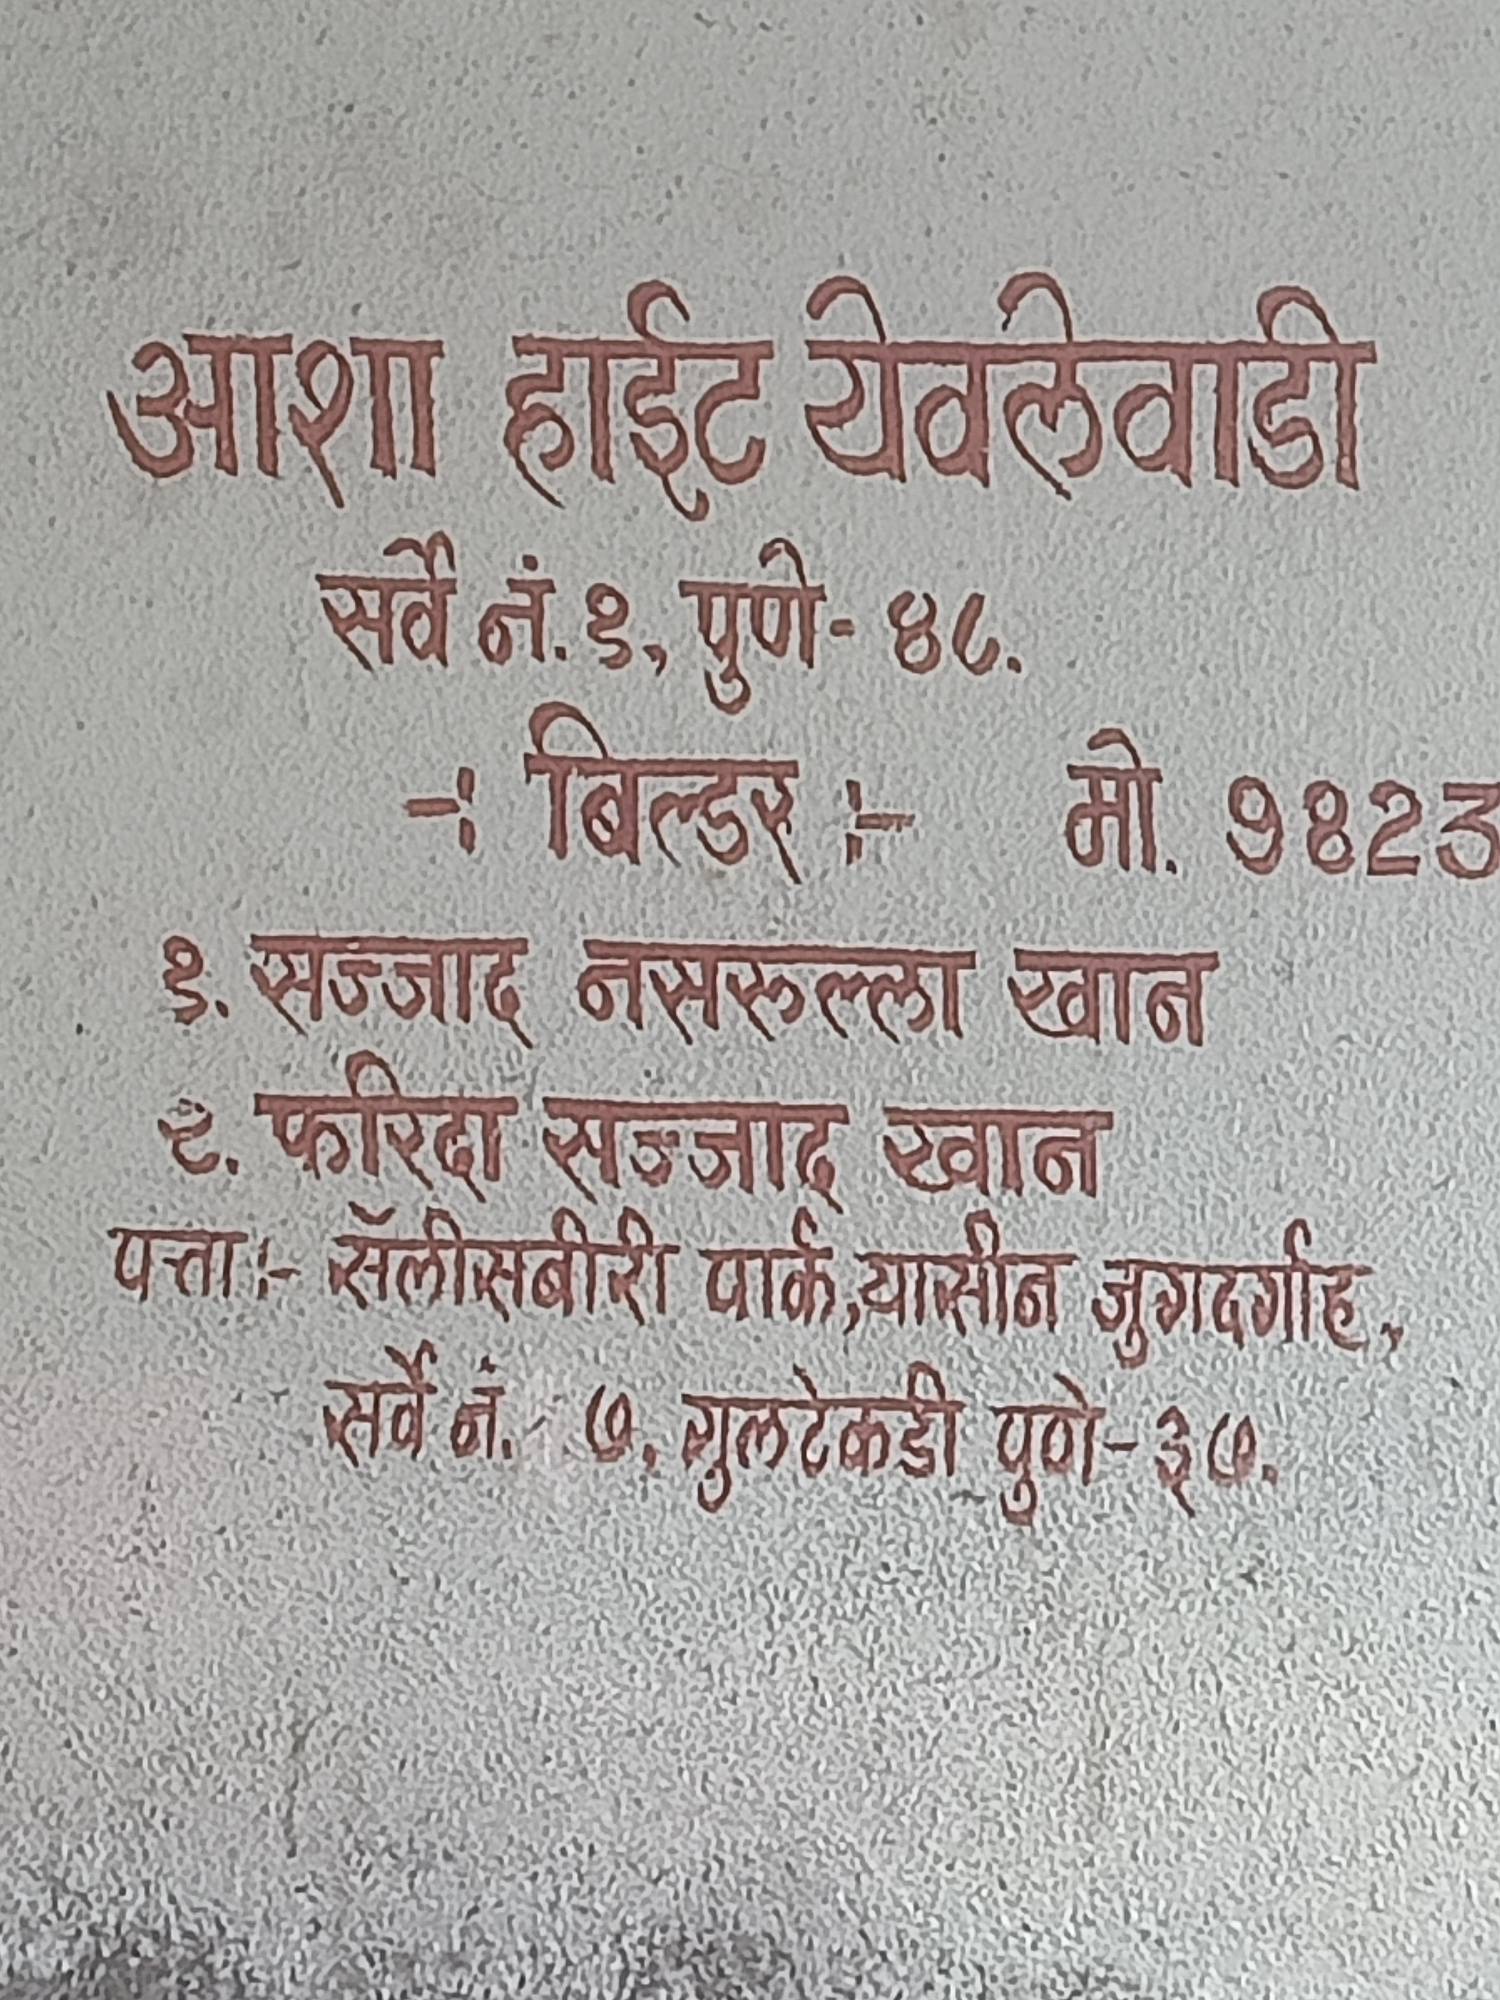 आशा हाईट येवलेवाडी
सर्वे नं. १, पुणे - ४८.
-: बिल्डर :- मो. 9823
१. सज्जाद नसरुल्ला खान
२. फरिदा सज्जाद खान
पत्ता :- सॅलीसबीरी पार्क, यासीन जुगदर्गाह,
सर्वे नं. ७, गुलटेकडी पुणे - ३७.